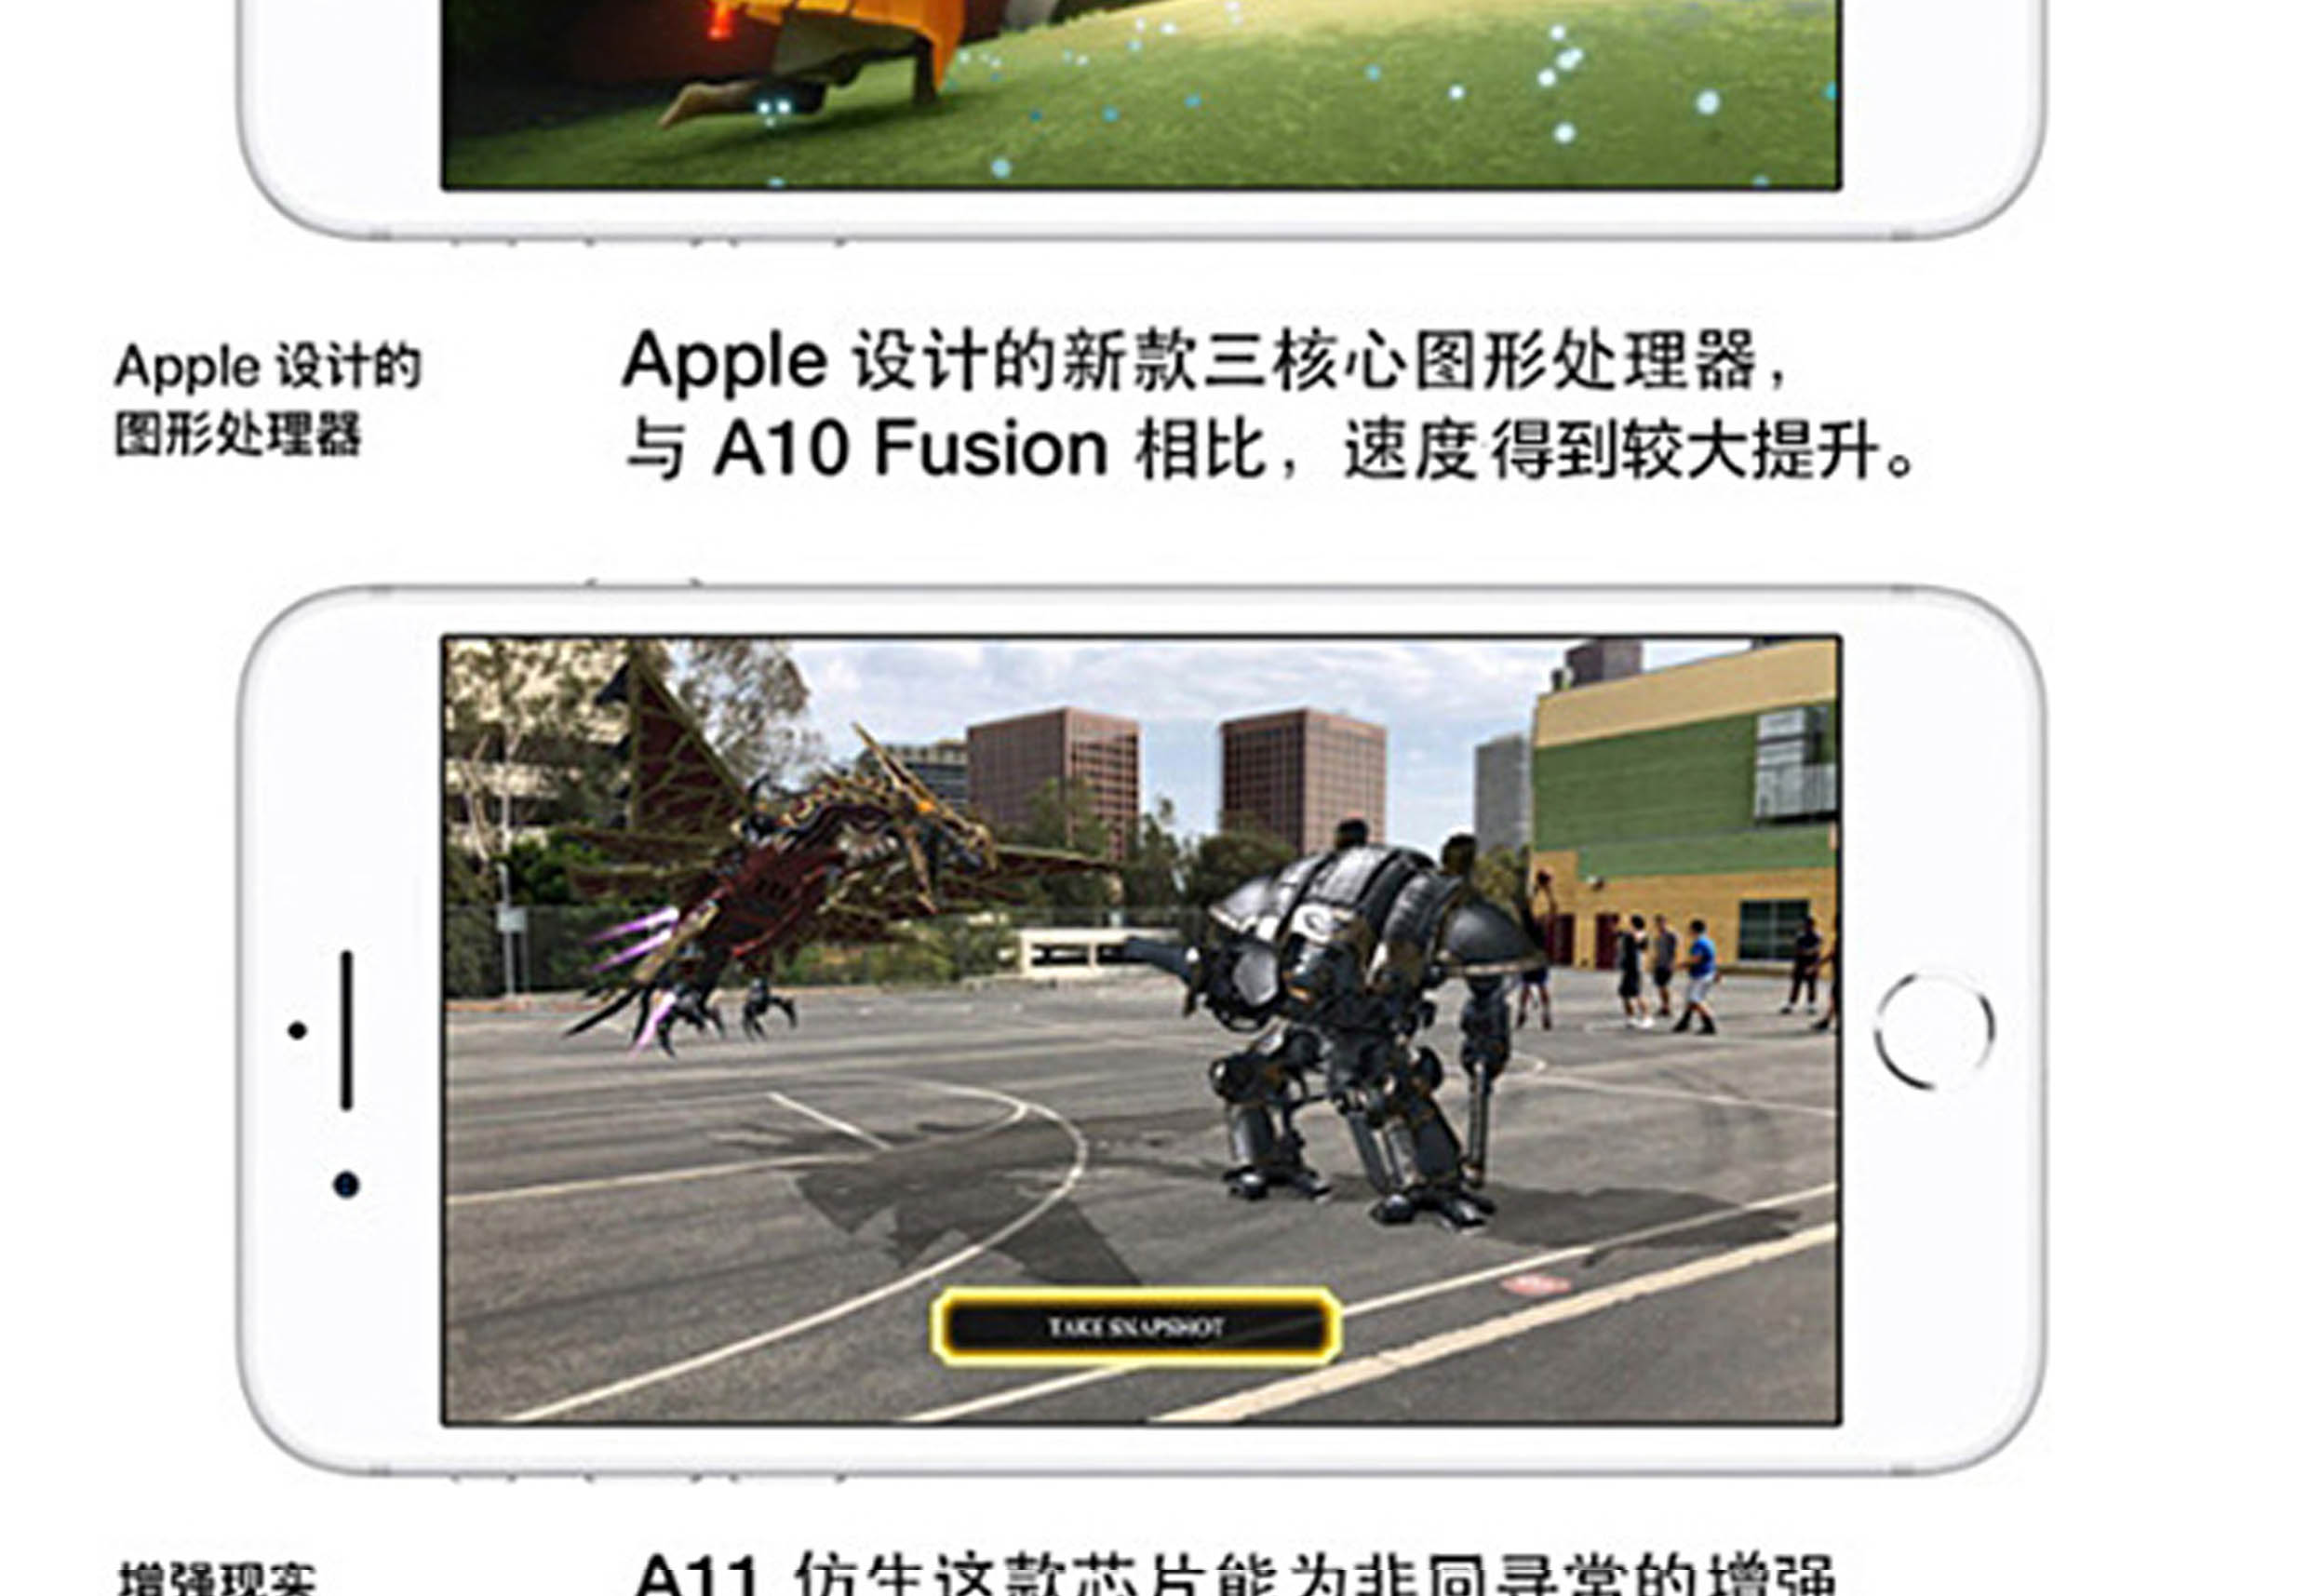 Apple 设计的
图形处理器
Apple 设计的新款三核心图形处理器，
与 A10 Fusion 相比，速度得到较大提升。
TAKE SNAPSHOT
增强现实
A11 仿生这款芯片能为非同寻常的增强